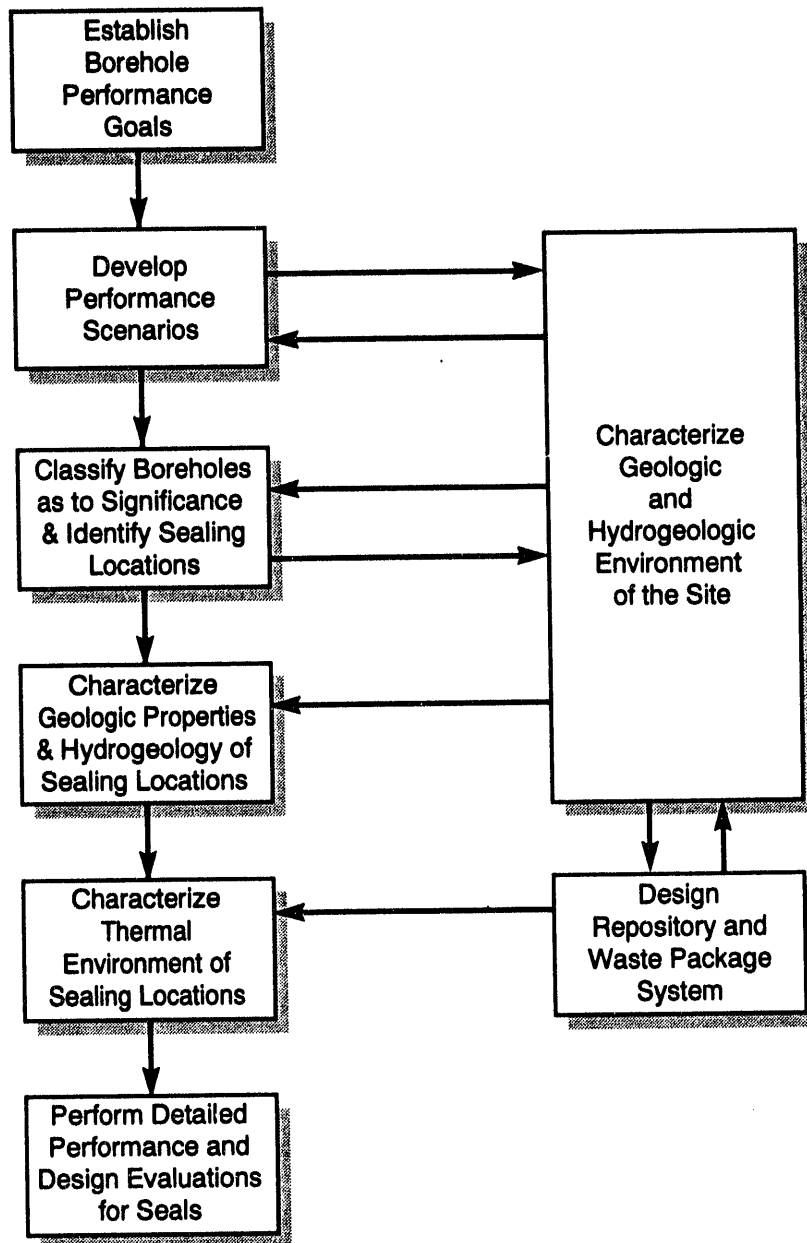 Establish
Borehole
Performance
Goals
Develop
Performance
Scenarios
Classify Boreholes
as to Significance
& Identify Sealing
Locations
Characterize
Geologic Properties
& Hydrogeology of
Sealing Locations
Characterize
Thermal
Environment of
Sealing Locations
Perform Detailed
Performance and
Design Evaluations
for Seals
Characterize
Geologic
and
Hydrogeologic
Environment
of the Site
Design
Repository and
Waste Package
System